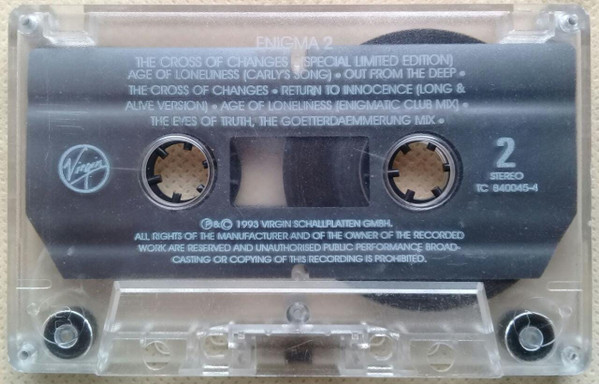 ENIGMA 2
THE CROSS OF CHANGES (SPECIAL LIMITED EDITION)
AGE OF LONELINESS (CARLY'S SONG) • OUT FROM THE DEEP •
THE CROSS OF CHANGES • RETURN TO INNOCENCE (LONG &
ALIVE VERSION) • AGE OF LONELINESS (ENIGMATIC CLUB MIX) •
THE EYES OF TRUTH, THE GOETTERDAEMMERUNG MIX •
Virgin
2
STEREO
TC 840045-4
℗&© 1993 VIRGIN SCHALLPLATTEN GMBH.
ALL RIGHTS OF THE MANUFACTURER AND OF THE OWNER OF THE RECORDED
WORK ARE RESERVED AND UNAUTHORISED PUBLIC PERFORMANCE BROAD-
CASTING OR COPYING OF THIS RECORDING IS PROHIBITED.